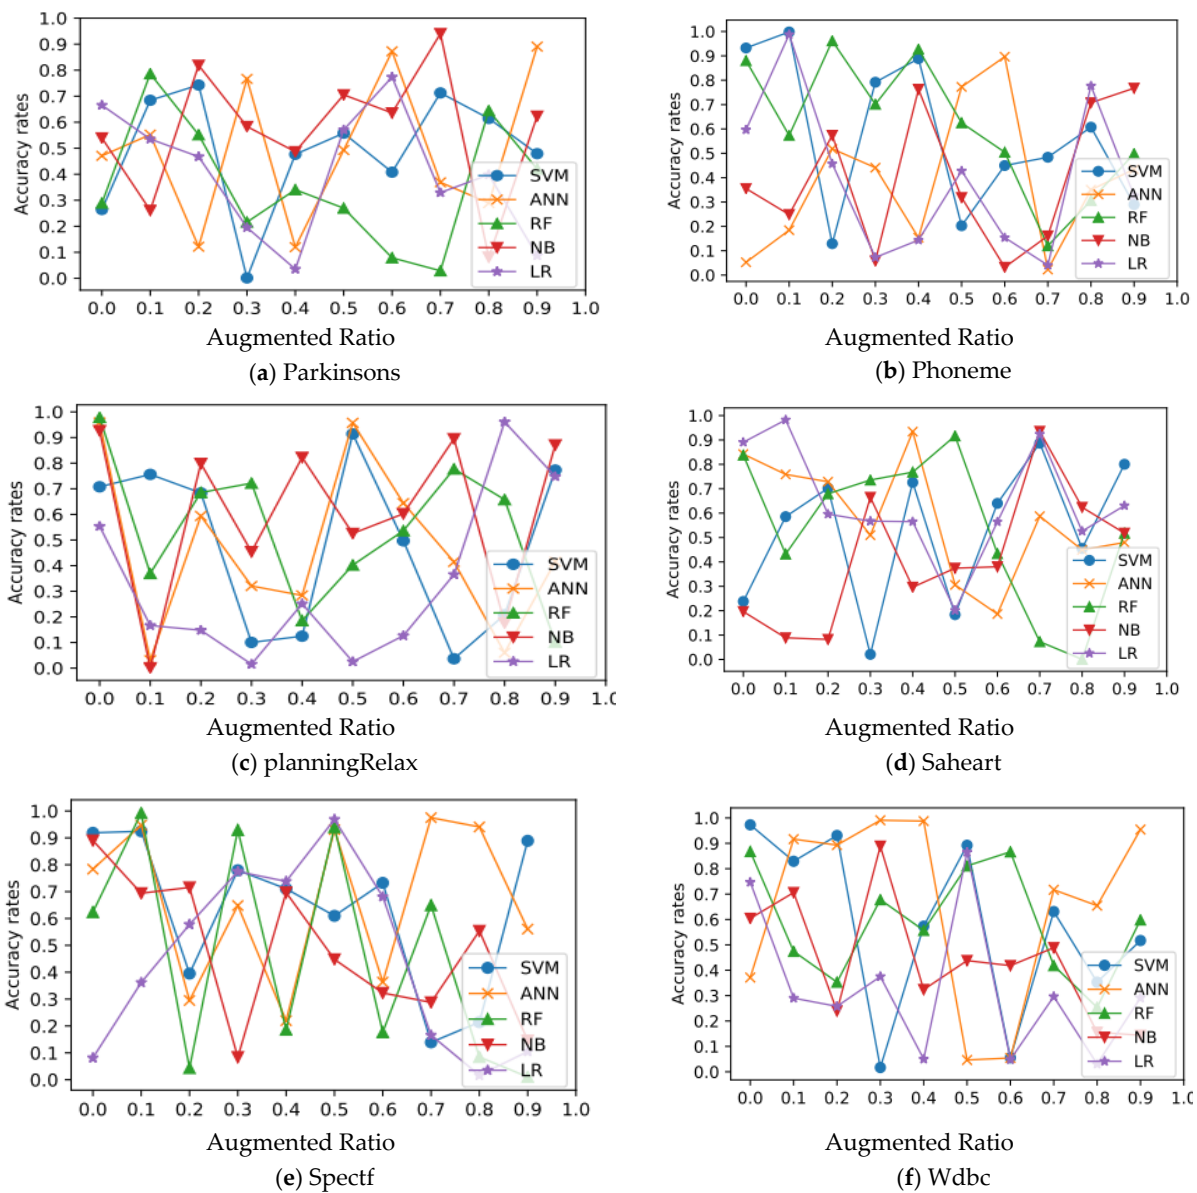 Accuracy rates
1.0
0.9
0.8
0.7
0.6
0.5
0.4
0.3
0.2
0.1
0.0
SVM
ANN
RF
NB
LR
0.0 0.1 0.2 0.3 0.4 0.5 0.6 0.7 0.8 0.9 1.0
Augmented Ratio
(a) Parkinsons
Accuracy rates
1.0
0.9
0.8
0.7
0.6
0.5
0.4
0.3
0.2
0.1
0.0
SVM
ANN
RF
NB
LR
0.0 0.1 0.2 0.3 0.4 0.5 0.6 0.7 0.8 0.9 1.0
Augmented Ratio
(b) Phoneme
Accuracy rates
1.0
0.9
0.8
0.7
0.6
0.5
0.4
0.3
0.2
0.1
0.0
SVM
ANN
RF
NB
LR
0.0 0.1 0.2 0.3 0.4 0.5 0.6 0.7 0.8 0.9 1.0
Augmented Ratio
(c) planningRelax
Accuracy rates
1.0
0.9
0.8
0.7
0.6
0.5
0.4
0.3
0.2
0.1
0.0
SVM
ANN
RF
NB
LR
0.0 0.1 0.2 0.3 0.4 0.5 0.6 0.7 0.8 0.9 1.0
Augmented Ratio
(d) Saheart
Accuracy rates
1.0
0.9
0.8
0.7
0.6
0.5
0.4
0.3
0.2
0.1
0.0
SVM
ANN
RF
NB
LR
0.0 0.1 0.2 0.3 0.4 0.5 0.6 0.7 0.8 0.9 1.0
Augmented Ratio
(e) Spectf
Accuracy rates
1.0
0.9
0.8
0.7
0.6
0.5
0.4
0.3
0.2
0.1
0.0
SVM
ANN
RF
NB
LR
0.0 0.1 0.2 0.3 0.4 0.5 0.6 0.7 0.8 0.9 1.0
Augmented Ratio
(f) Wdbc